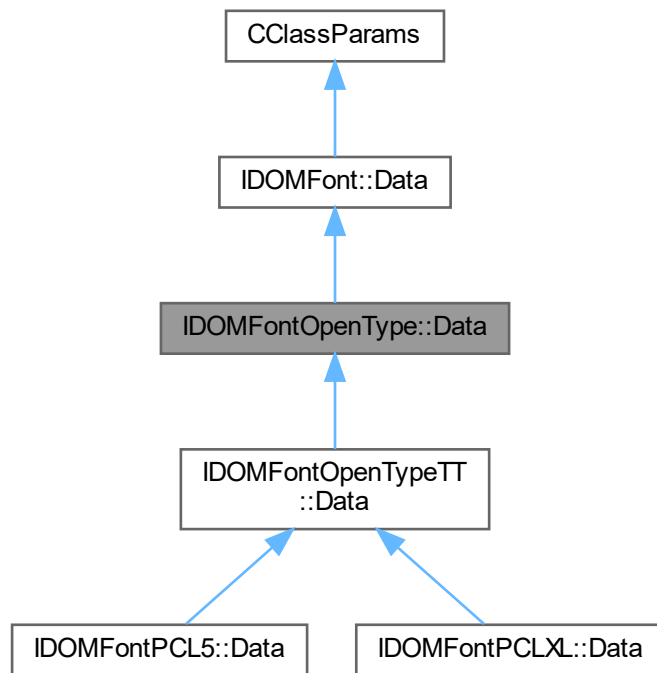 CClassParams
IDOMFont::Data
IDOMFontOpenType::Data
IDOMFontOpenTypeTT
::Data
IDOMFontPCL5::Data
IDOMFontPCLXL::Data